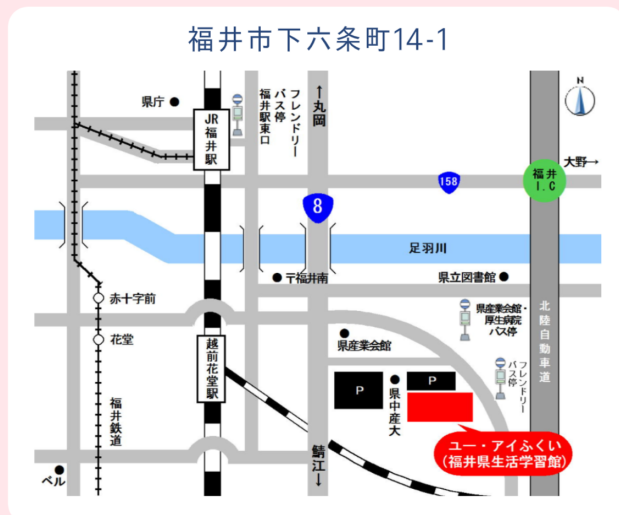 福井市下六条町14-1
県庁
JR
福井駅
福井駅東口
バス停
フレンドリー
↑丸岡
N
大野→
福井
I.C
158
8
足羽川
〒福井南
県立図書館
赤十字前
県産業会館・
厚生病院
バス停
北陸自動車道
花堂
越前花堂駅
県産業会館
フレンドリー
バス停
P
P
県中産大
福井鉄道
ユー・アイふくい
(福井県生活学習館)
鯖江↓
ベル